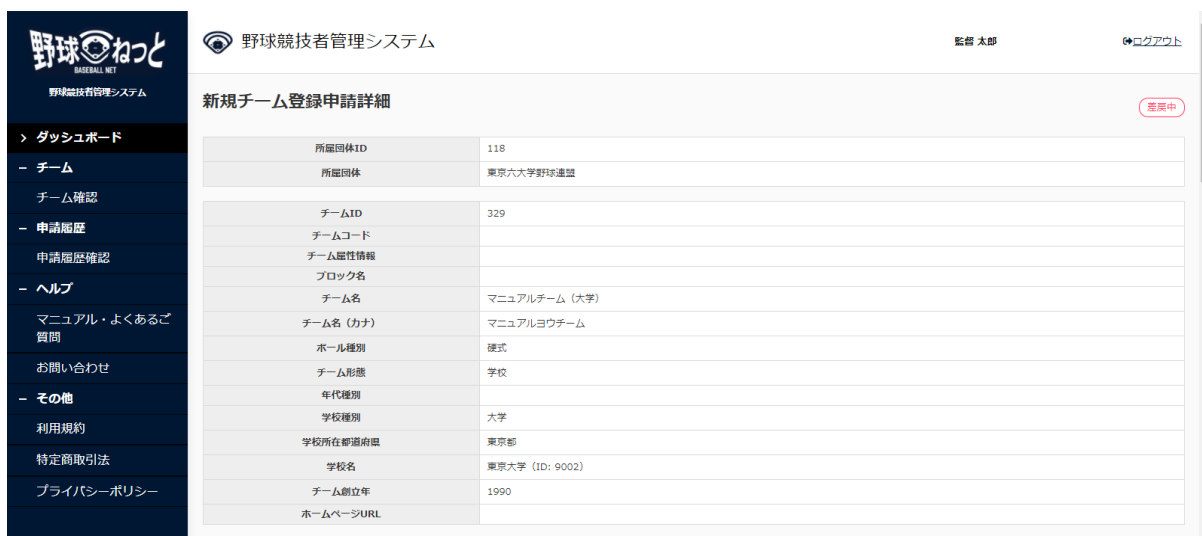 野球ねっと
BASEBALL NET
野球競技者管理システム
> ダッシュボード
− チーム
チーム確認
− 申請履歴
申請履歴確認
− ヘルプ
マニュアル・よくあるご
質問
お問い合わせ
− その他
利用規約
特定商取引法
プライバシーポリシー
野球競技者管理システム
監督 太郎
ログアウト
新規チーム登録申請詳細
差戻中
所属団体ID 118
所属団体 東京六大学野球連盟
チームID 329
チームコード
チーム属性情報
ブロック名
チーム名 マニュアルチーム（大学）
チーム名（カナ） マニュアルヨウチーム
ボール種別 硬式
チーム形態 学校
年代種別
学校種別 大学
学校所在都道府県 東京都
学校名 東京大学（ID: 9002）
チーム創立年 1990
ホームページURL